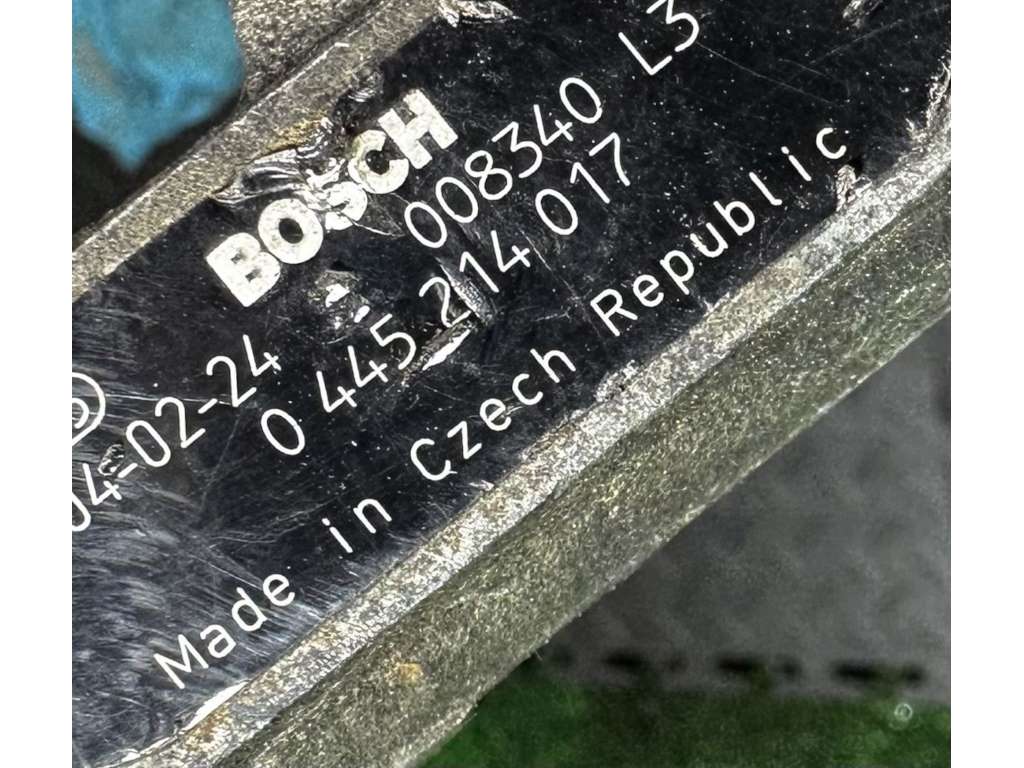 BOSCH
008340 L3
04-02-24
0 445 214 017
Made in Czech Republic